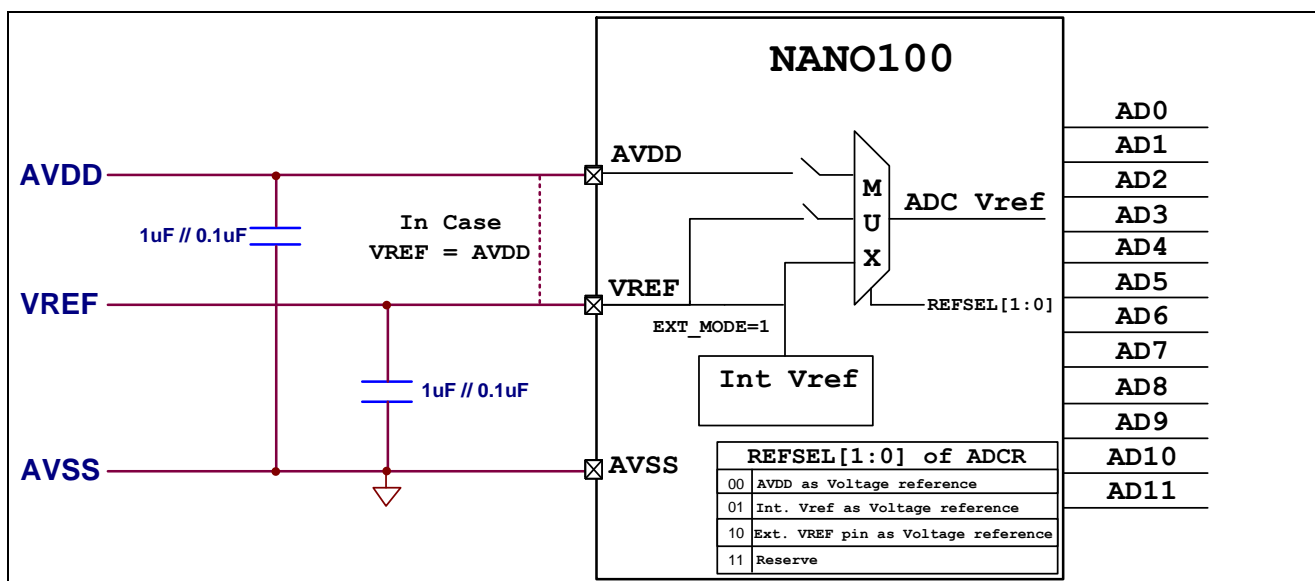 NANO100
AVDD
1uF // 0.1uF
In Case
VREF = AVDD
VREF
1uF // 0.1uF
AVSS
AVDD
VREF
EXT_MODE=1
AVSS
M
U
X
ADC Vref
REFSEL[1:0]
Int Vref
REFSEL[1:0] of ADCR
00 AVDD as Voltage reference
01 Int. Vref as Voltage reference
10 Ext. VREF pin as Voltage reference
11 Reserve
AD0
AD1
AD2
AD3
AD4
AD5
AD6
AD7
AD8
AD9
AD10
AD11